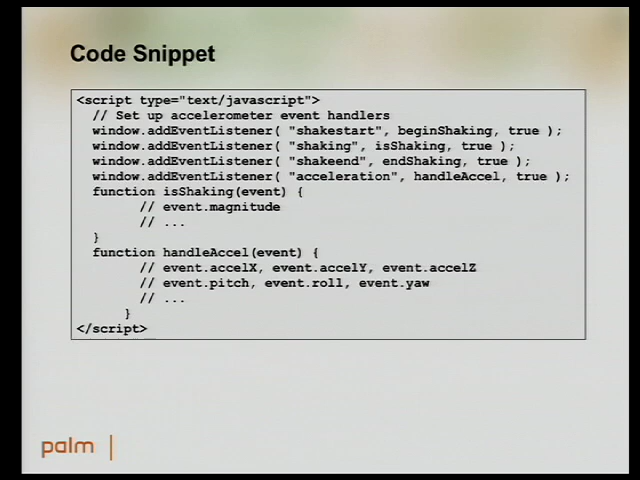 Code Snippet
<script type="text/javascript">
// Set up accelerometer event handlers
window.addEventListener( "shakestart", beginShaking, true );
window.addEventListener( "shaking", isShaking, true );
window.addEventListener( "shakeend", endShaking, true );
window.addEventListener( "acceleration", handleAccel, true );
function isShaking(event) {
// event.magnitude
// ...
}
function handleAccel(event) {
// event.accelX, event.accelY, event.accelZ
// event.pitch, event.roll, event.yaw
// ...
}
</script>
palm